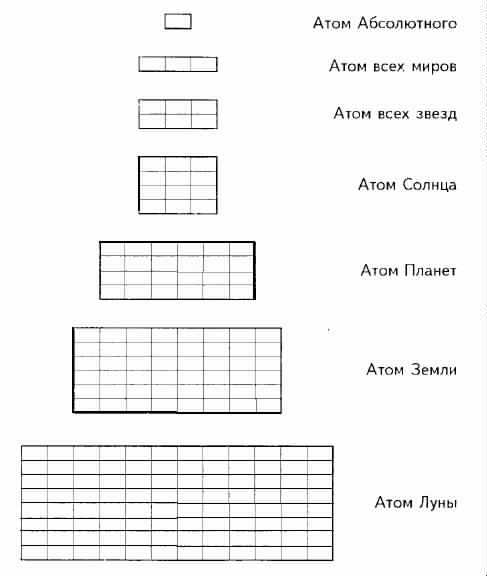 Атом Абсолютного
Атом всех миров
Атом всех звезд
Атом Солнца
Атом Планет
Атом Земли
Атом Луны